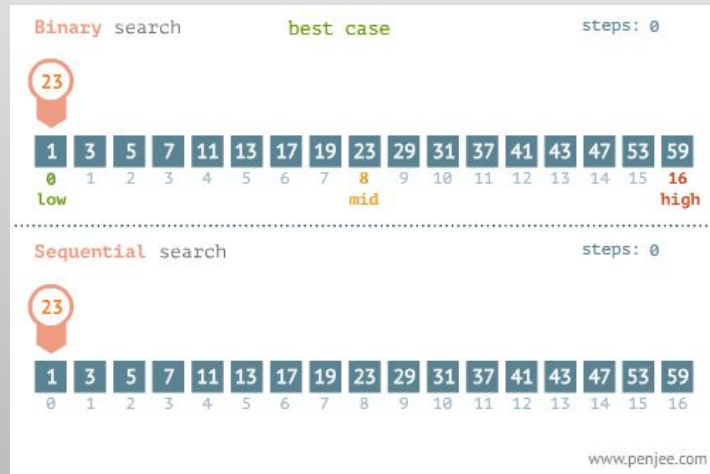 Binary search best case steps: 0
23
1 3 5 7 11 13 17 19 23 29 31 37 41 43 47 53 59
0 1 2 3 4 5 6 7 8 9 10 11 12 13 14 15 16
low mid high
Sequential search steps: 0
23
1 3 5 7 11 13 17 19 23 29 31 37 41 43 47 53 59
0 1 2 3 4 5 6 7 8 9 10 11 12 13 14 15 16
www.penjee.com